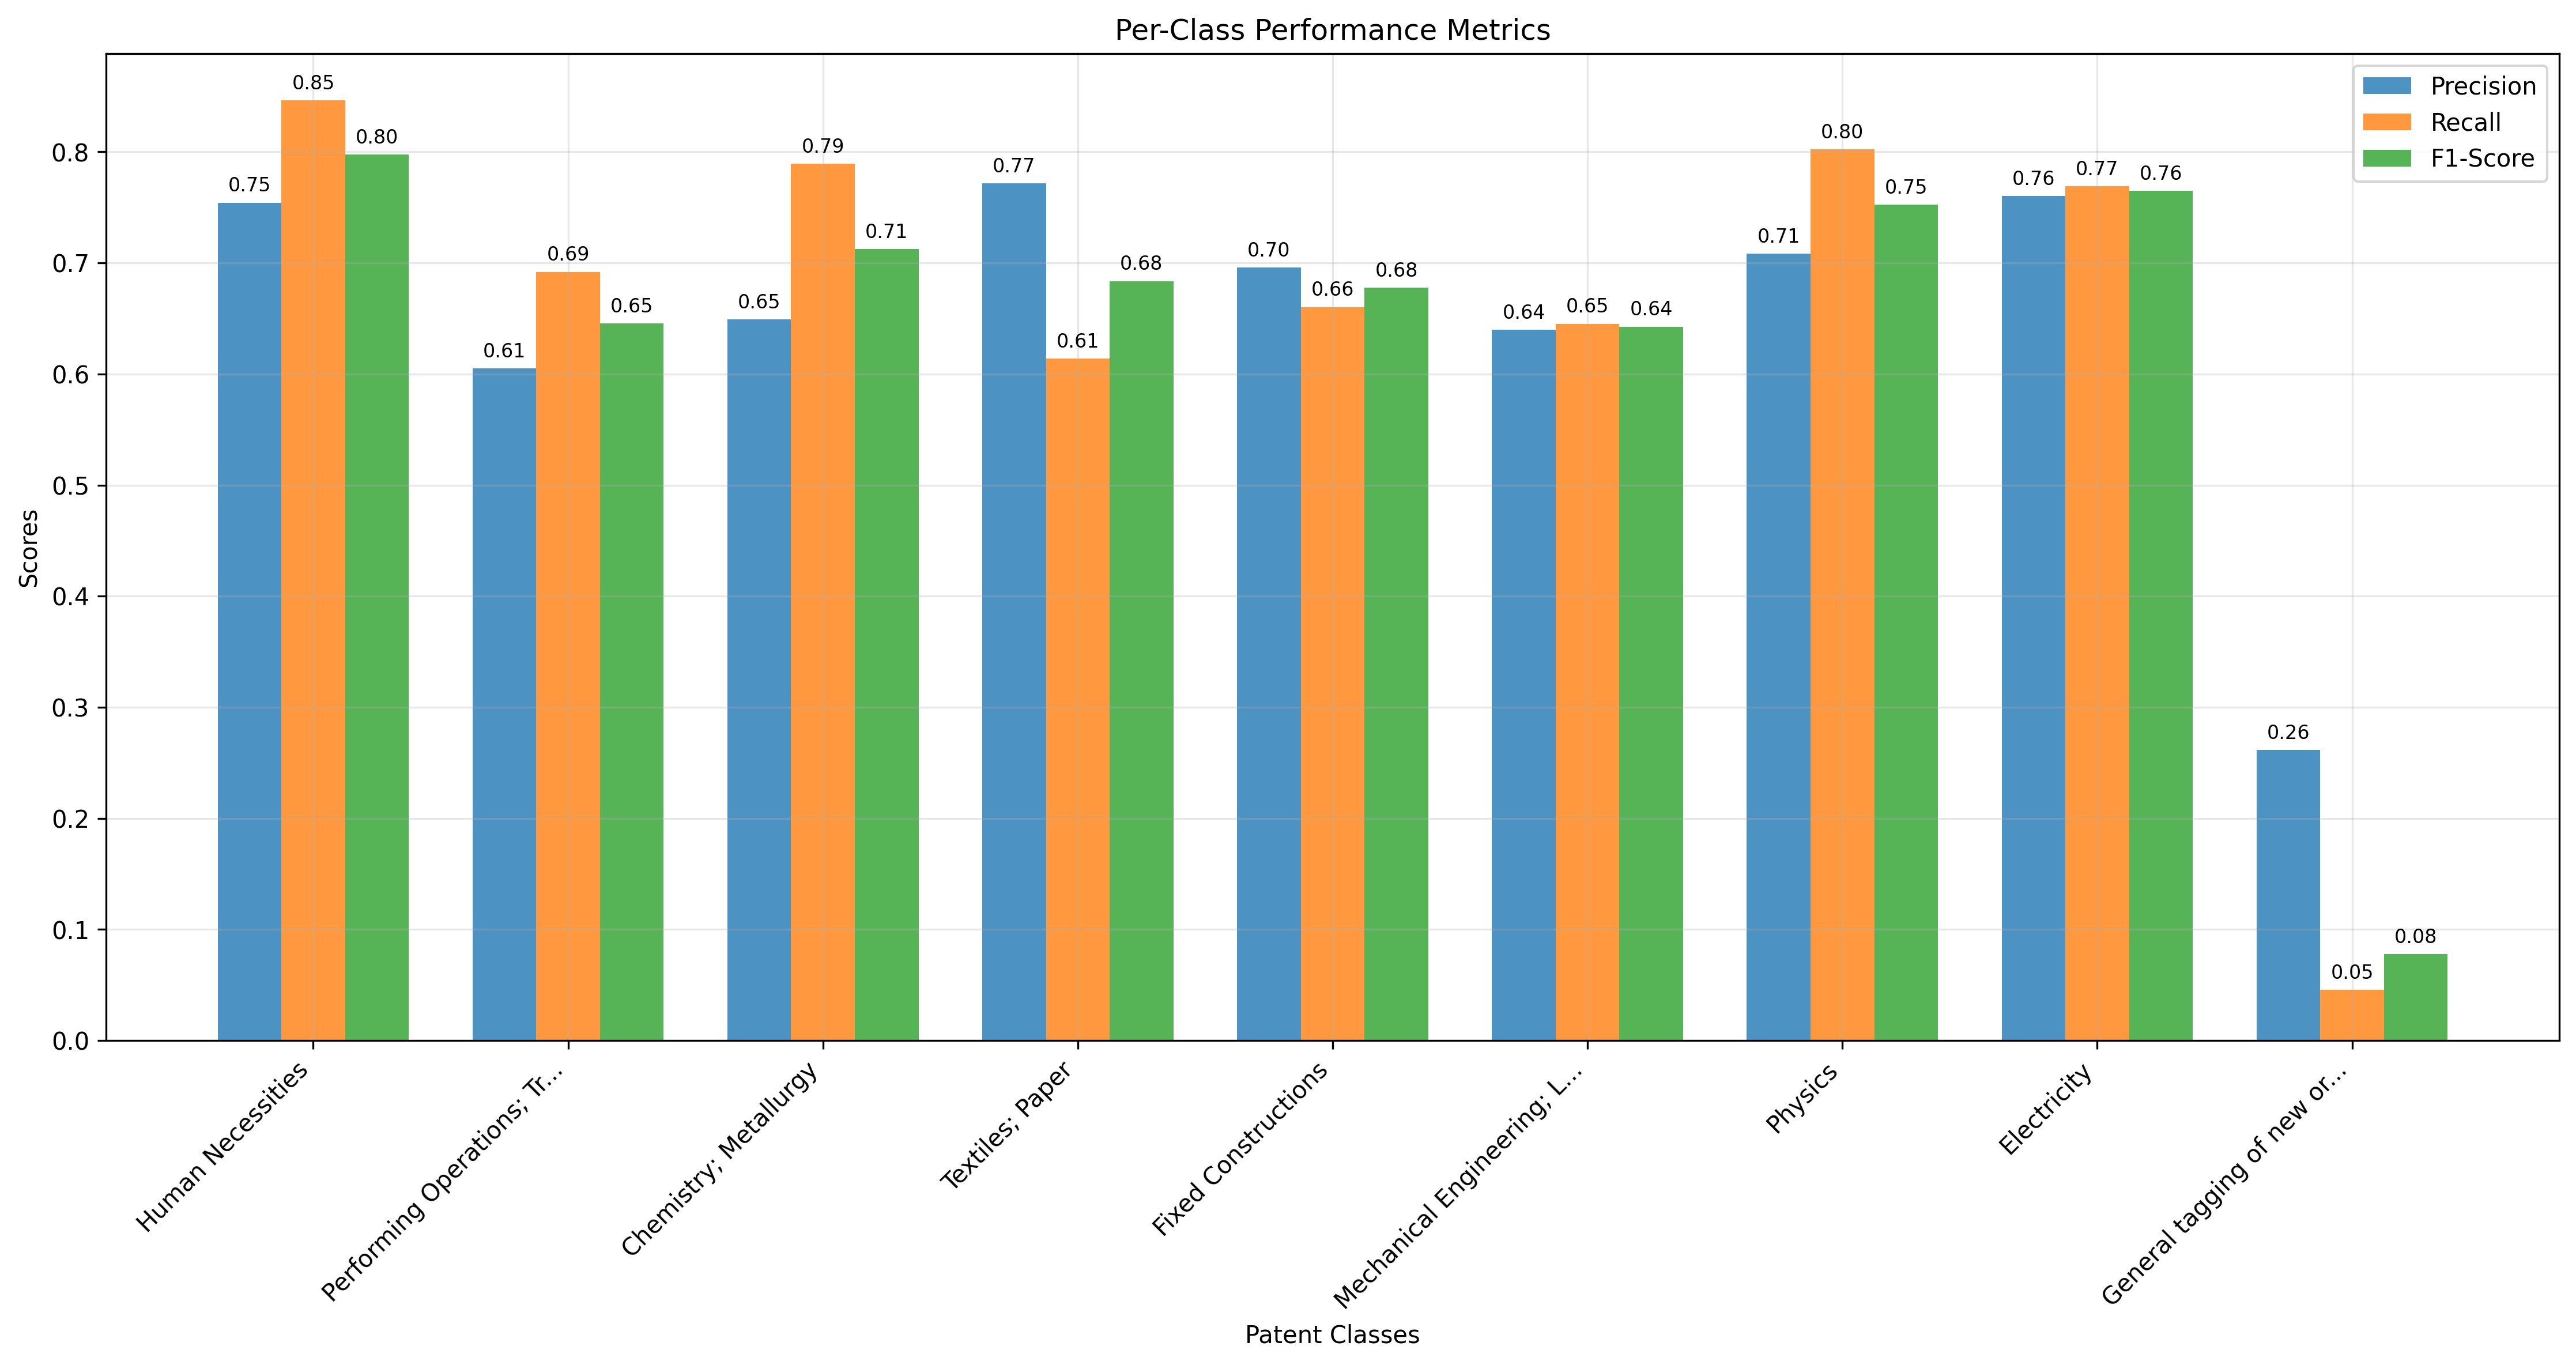 Per-Class Performance Metrics
Precision
Recall
F1-Score
Scores
0.8
0.7
0.6
0.5
0.4
0.3
0.2
0.1
0.0
0.75
0.85
0.80
0.61
0.69
0.65
0.65
0.79
0.71
0.77
0.61
0.68
0.70
0.66
0.68
0.64
0.65
0.64
0.71
0.80
0.75
0.76
0.77
0.76
0.26
0.05
0.08
Human Necessities
Performing Operations; Tr...
Chemistry; Metallurgy
Textiles; Paper
Fixed Constructions
Mechanical Engineering; L...
Physics
Electricity
General tagging of new or...
Patent Classes